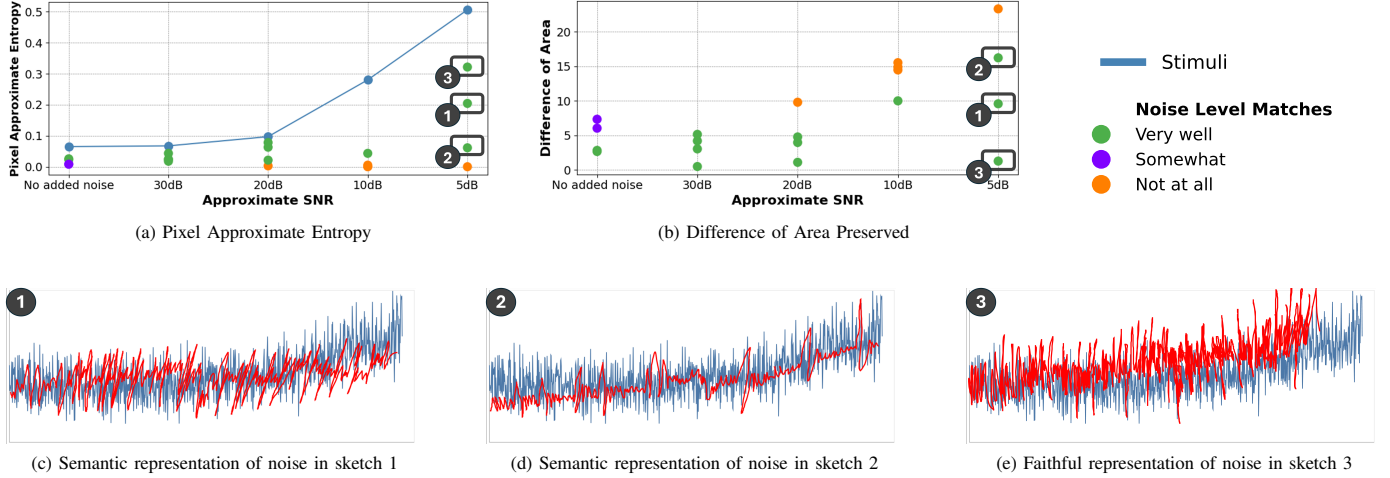 Pixel Approximate Entropy
0.5
0.4
0.3
0.2
0.1
0.0
3
1
2
No added noise
30dB
20dB
10dB
5dB
Approximate SNR
(a) Pixel Approximate Entropy
Difference of Area
20
15
10
5
0
2
1
3
No added noise
30dB
20dB
10dB
5dB
Approximate SNR
(b) Difference of Area Preserved
Stimuli
Noise Level Matches
Very well
Somewhat
Not at all
1
(c) Semantic representation of noise in sketch 1
2
(d) Semantic representation of noise in sketch 2
3
(e) Faithful representation of noise in sketch 3